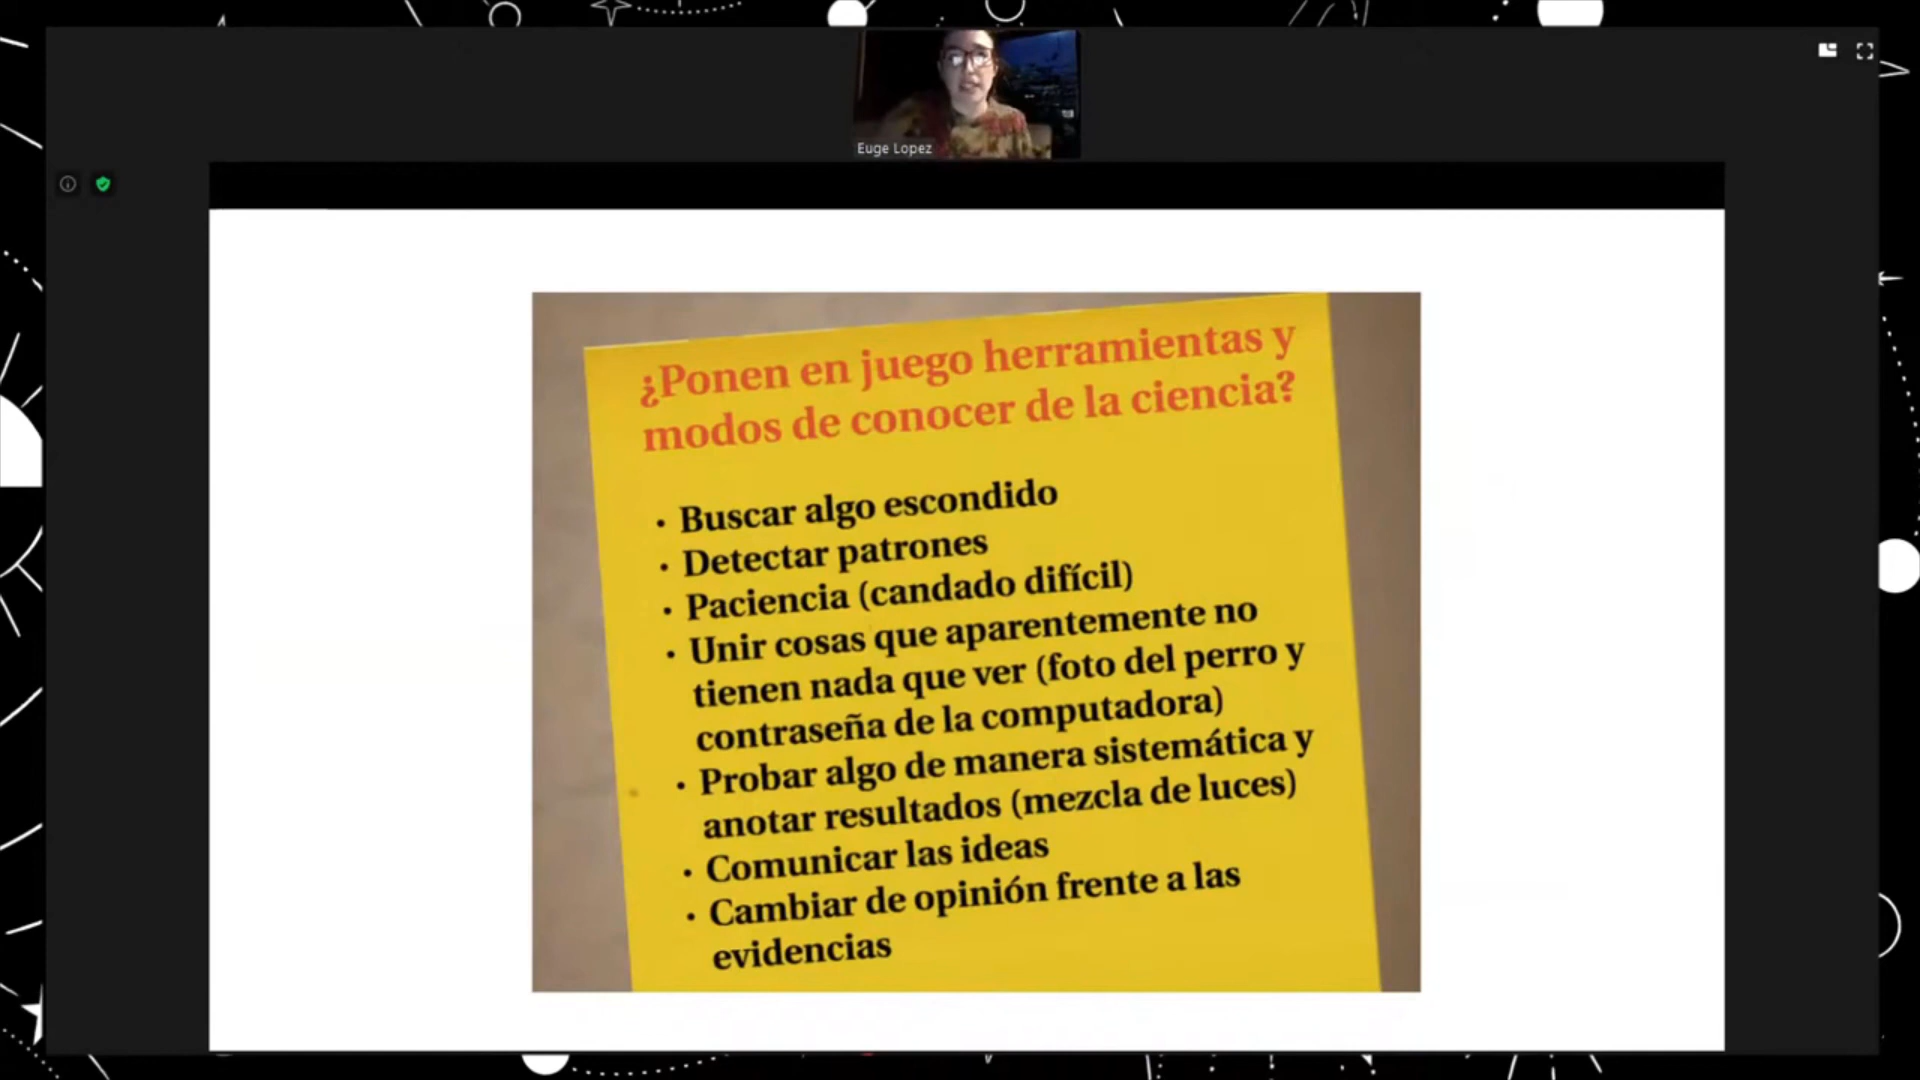 Euge Lopez
¿Ponen en juego herramientas y
modos de conocer de la ciencia?
• Buscar algo escondido
• Detectar patrones
• Paciencia (candado difícil)
• Unir cosas que aparentemente no
tienen nada que ver (foto del perro y
contraseña de la computadora)
• Probar algo de manera sistemática y
anotar resultados (mezcla de luces)
• Comunicar las ideas
• Cambiar de opinión frente a las
evidencias